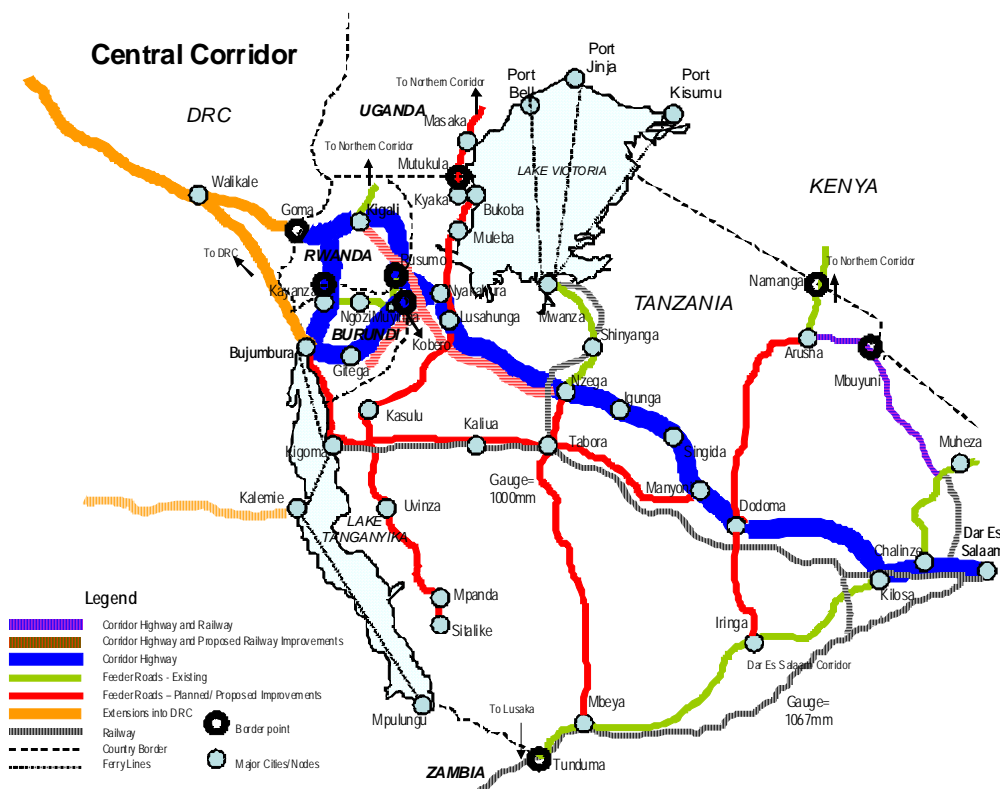 Central Corridor
DRC
UGANDA
To Northern Corridor
Port
Bell
Port
Jinja
Port
Kisumu
Masaka
To Northern Corridor
Mutukula
LAKE VICTORIA
KENYA
Walikale
Goma
Kigali
Kyaka
Bukoba
Muleba
To DRC
RWANDA
Rusumo
Kayanza
Nyakahura
Mwanza
TANZANIA
Namanga
To Northern Corridor
Ngozi
BURUNDI
Lusahunga
Kobero
Bujumbura
Gitega
Shinyanga
Arusha
Mbuyuni
Nzega
Igunga
Kasulu
Kaliua
Singida
Muheza
Kigoma
Tabora
Gauge=
1000mm
Manyoni
Kalemie
Uvinza
LAKE
TANGANYIKA
Dodoma
Chalinze
Dar Es
Salaam
Kilosa
Mpanda
Sitalike
Iringa
Dar Es Salaam Corridor
Gauge=
1067mm
Mbeya
To Lusaka
Mpulungu
ZAMBIA
Tunduma
Legend
Corridor Highway and Railway
Corridor Highway and Proposed Railway Improvements
Corridor Highway
Feeder Roads - Existing
Feeder Roads – Planned/ Proposed Improvements
Extensions into DRC
Railway
Country Border
Ferry Lines
Border point
Major Cities/Nodes